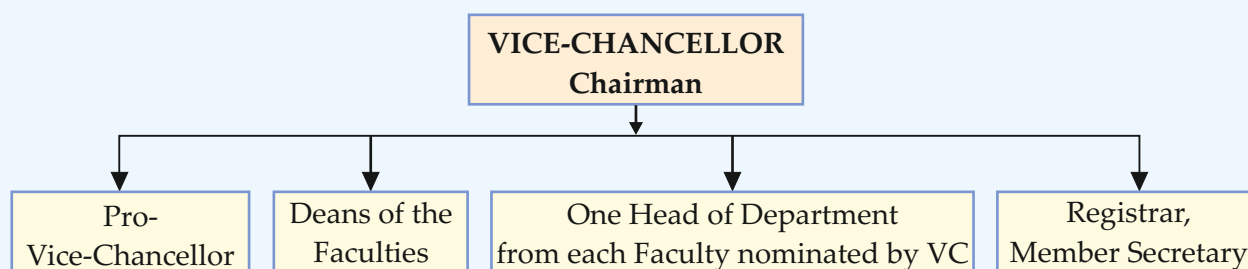 VICE-CHANCELLOR
Chairman
Pro-
Vice-Chancellor
Deans of the
Faculties
One Head of Department
from each Faculty nominated by VC
Registrar,
Member Secretary